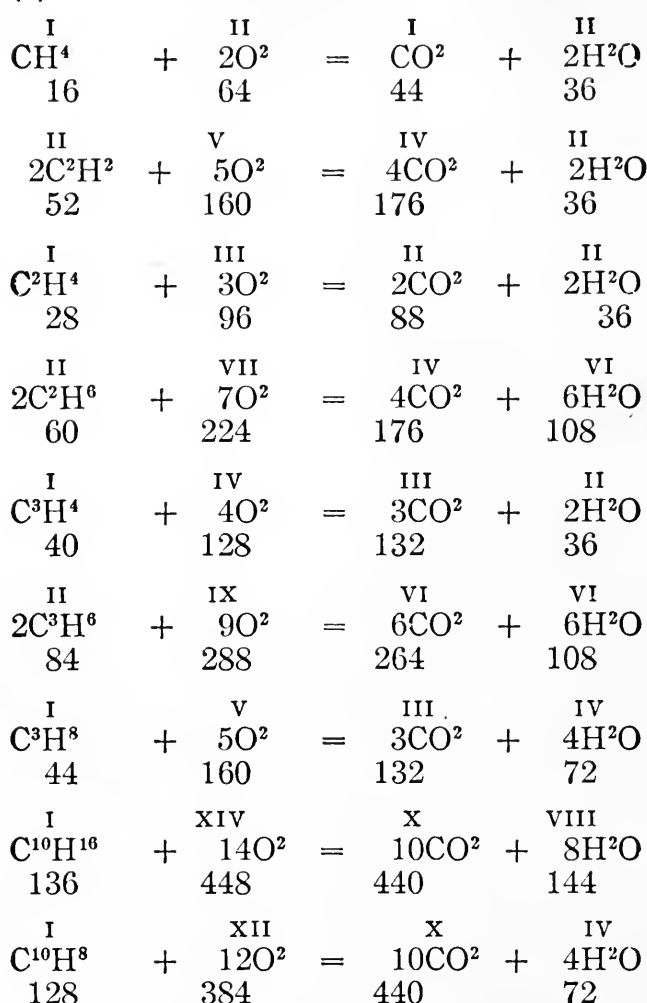 I II I II
CH⁴ + 2O² = CO² + 2H²O
16 64 44 36
II V IV II
2C²H² + 5O² = 4CO² + 2H²O
52 160 176 36
I III II II
C²H⁴ + 3O² = 2CO² + 2H²O
28 96 88 36
II VII IV VI
2C²H⁶ + 7O² = 4CO² + 6H²O
60 224 176 108
I IV III II
C³H⁴ + 4O² = 3CO² + 2H²O
40 128 132 36
II IX VI VI
2C³H⁶ + 9O² = 6CO² + 6H²O
84 288 264 108
I V III IV
C³H⁸ + 5O² = 3CO² + 4H²O
44 160 132 72
I XIV X VIII
C¹⁰H¹⁶ + 14O² = 10CO² + 8H²O
136 448 440 144
I XII X IV
C¹⁰H⁸ + 12O² = 10CO² + 4H²O
128 384 440 72